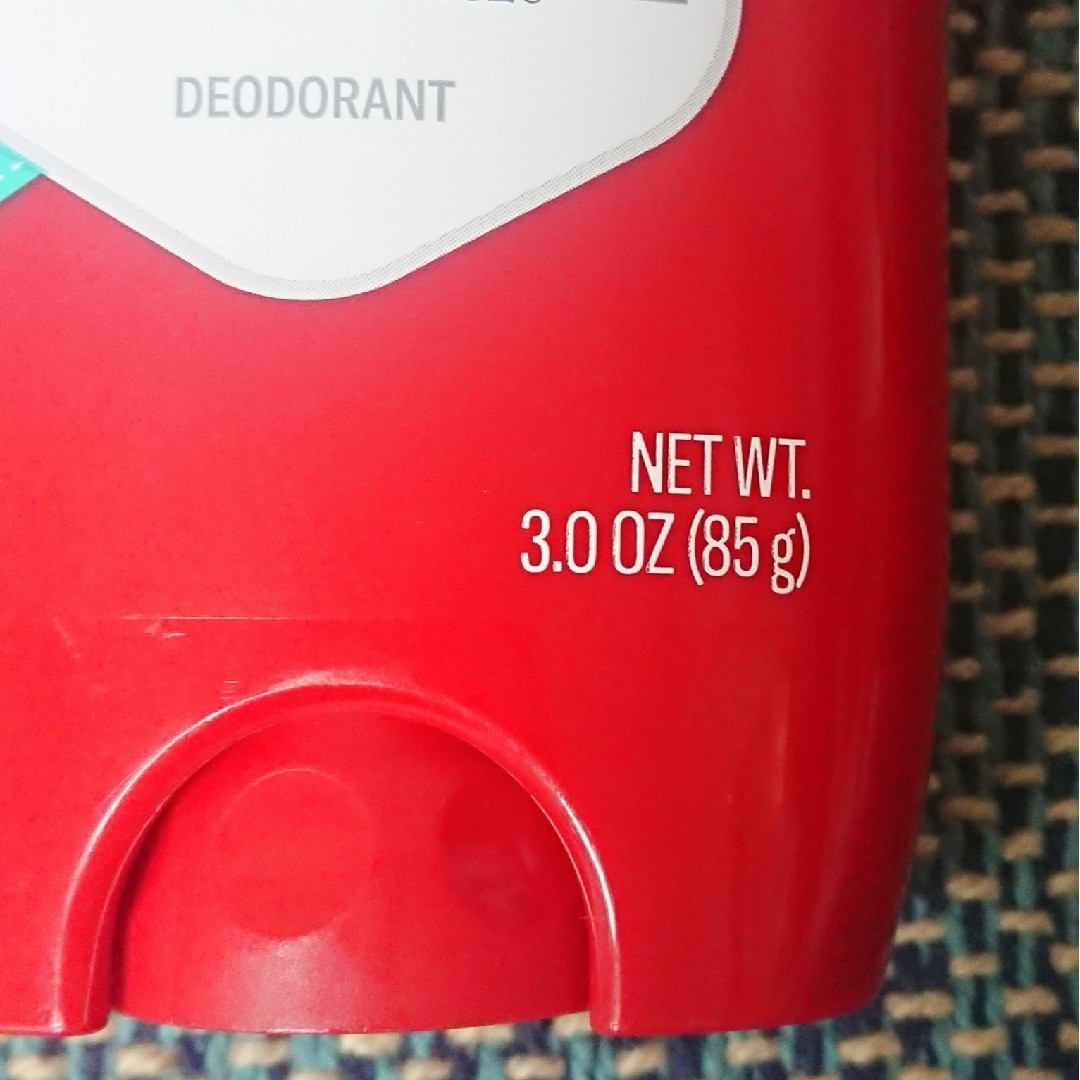 DEODORANT
NET WT.
3.0 OZ (85 g)